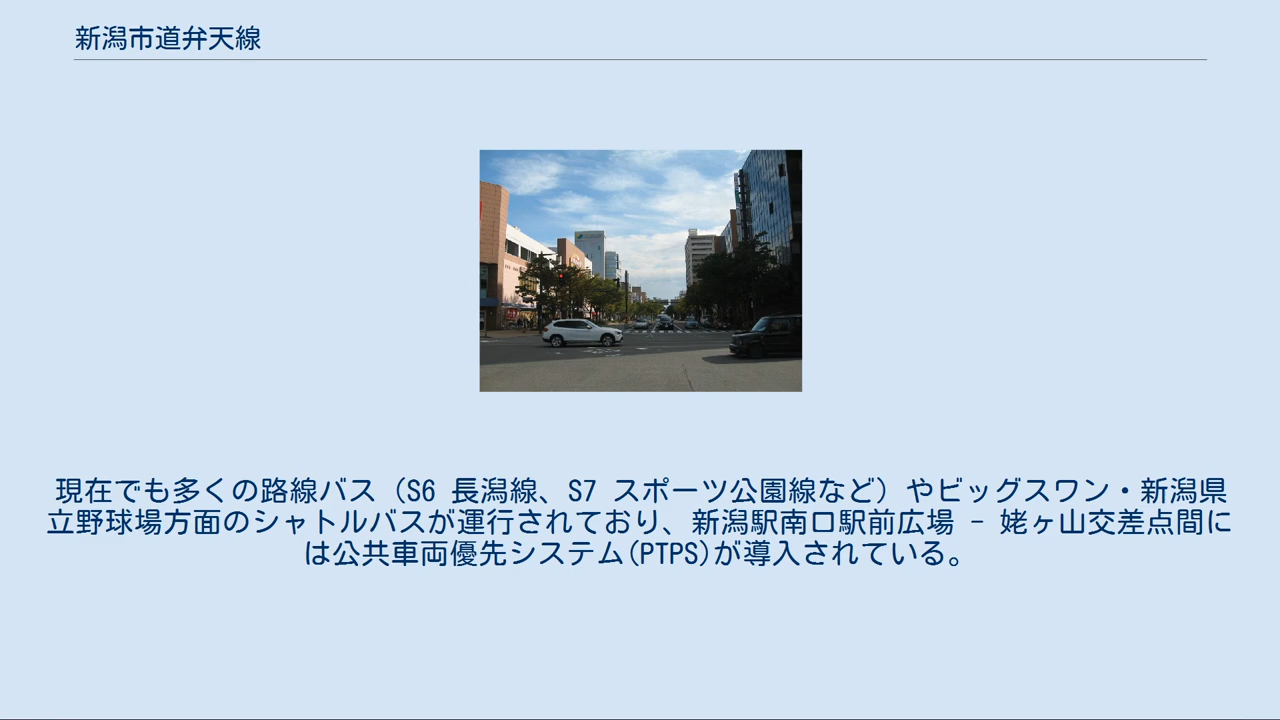 新潟市道弁天線
現在でも多くの路線バス（S6 長潟線、S7 スポーツ公園線など）やビッグスワン・新潟県
立野球場方面のシャトルバスが運行されており、新潟駅南口駅前広場 - 姥ヶ山交差点間に
は公共車両優先システム(PTPS)が導入されている。